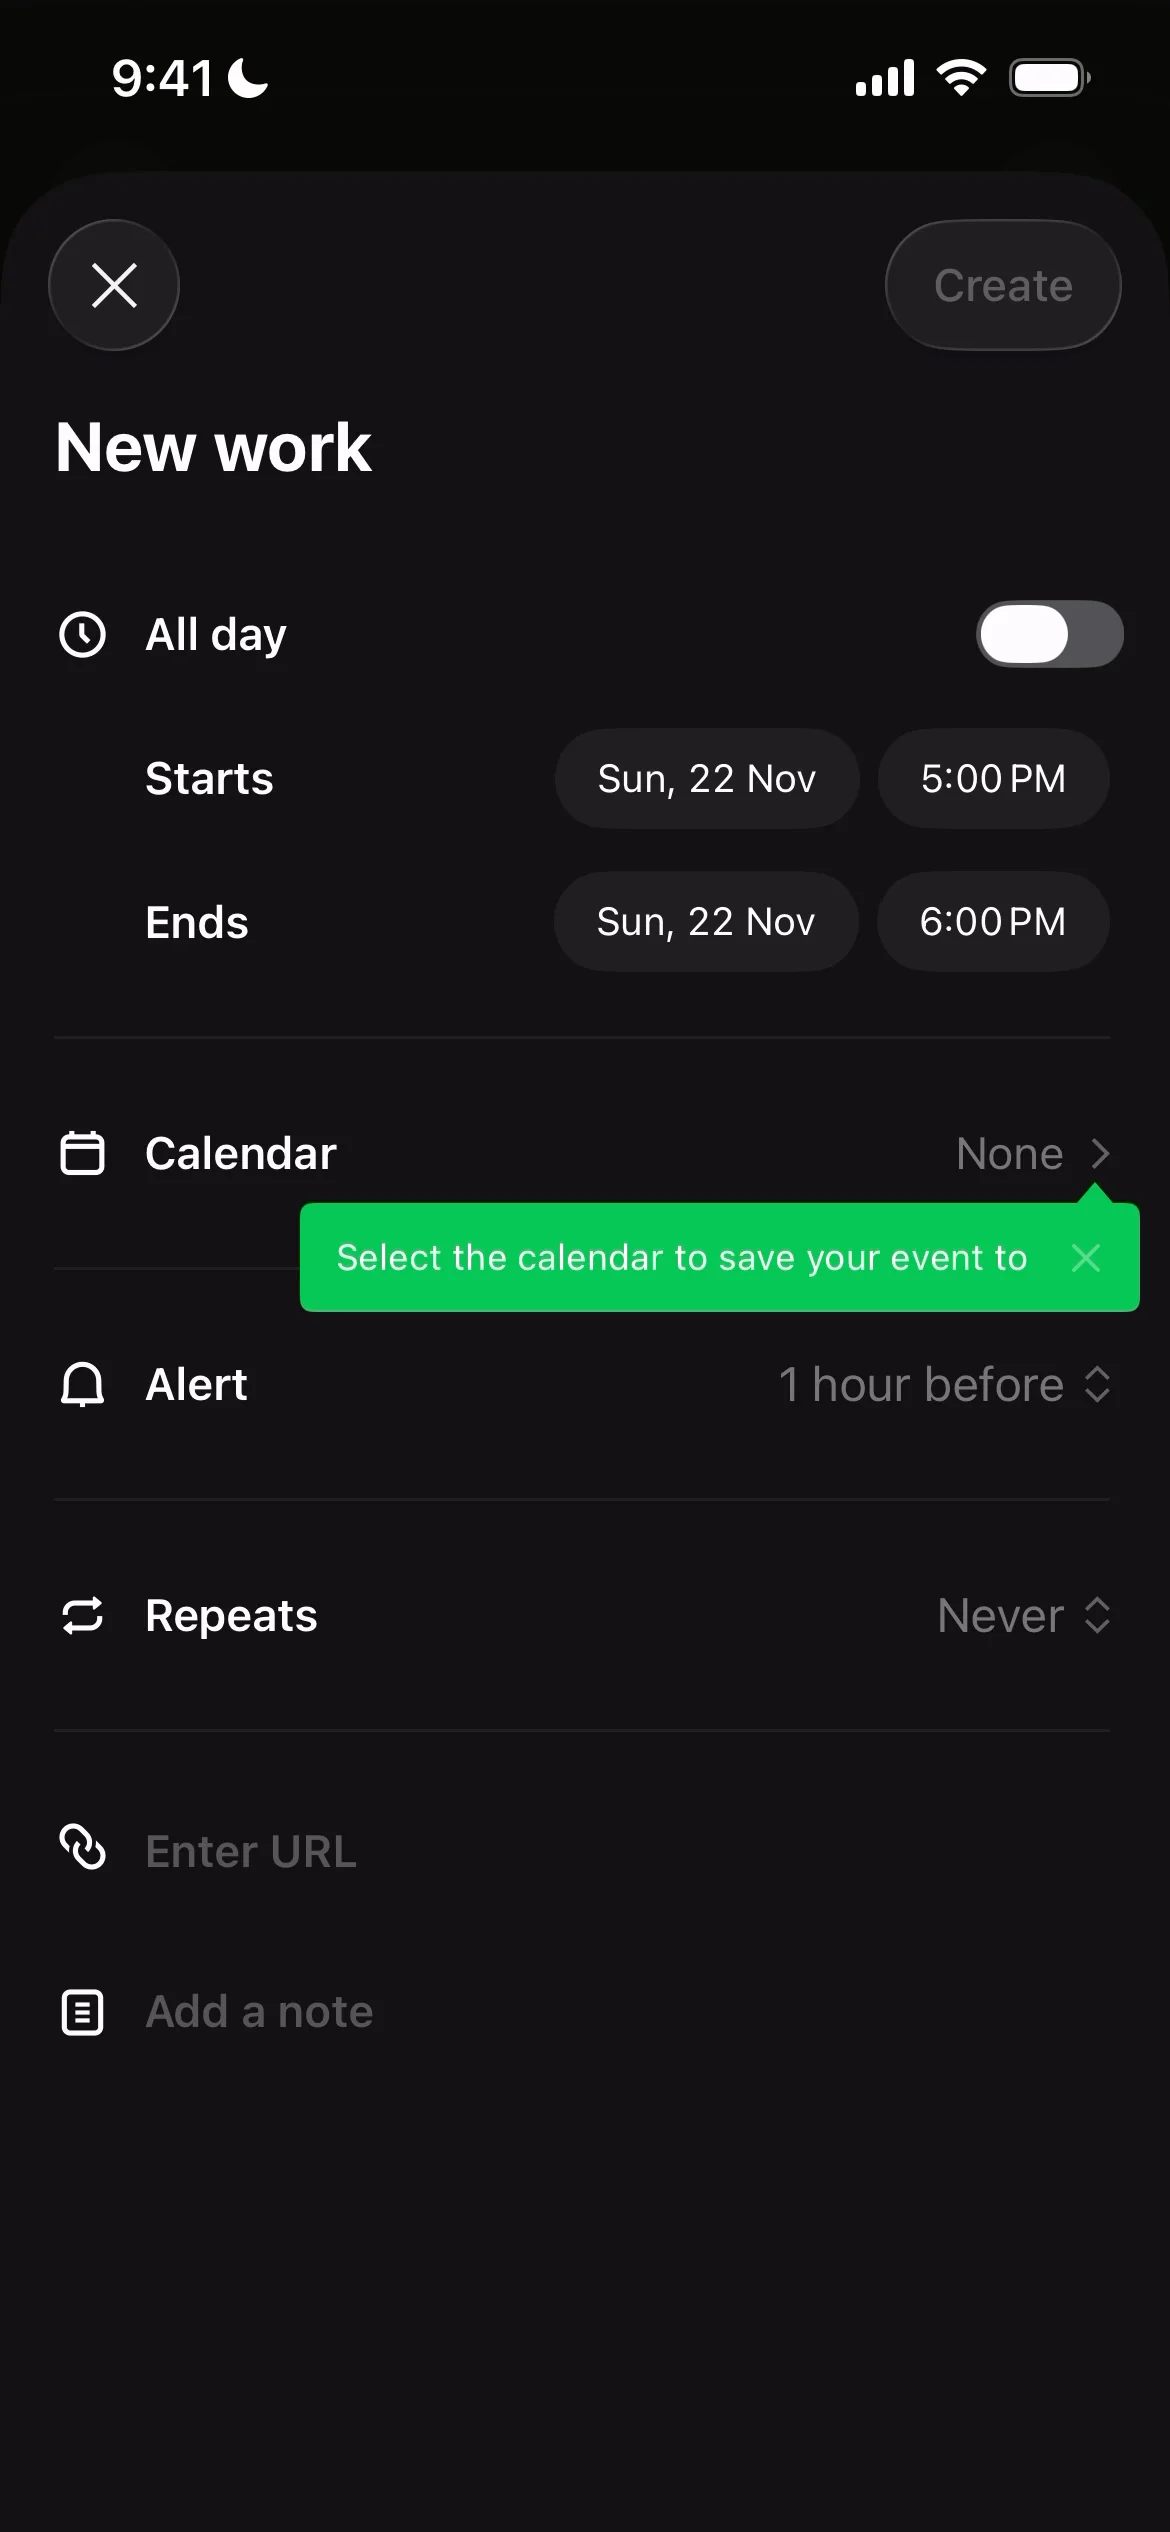 9:41
Create
New work
All day
Starts Sun, 22 Nov 5:00 PM
Ends Sun, 22 Nov 6:00 PM
Calendar None
Select the calendar to save your event to
Alert 1 hour before
Repeats Never
Enter URL
Add a note